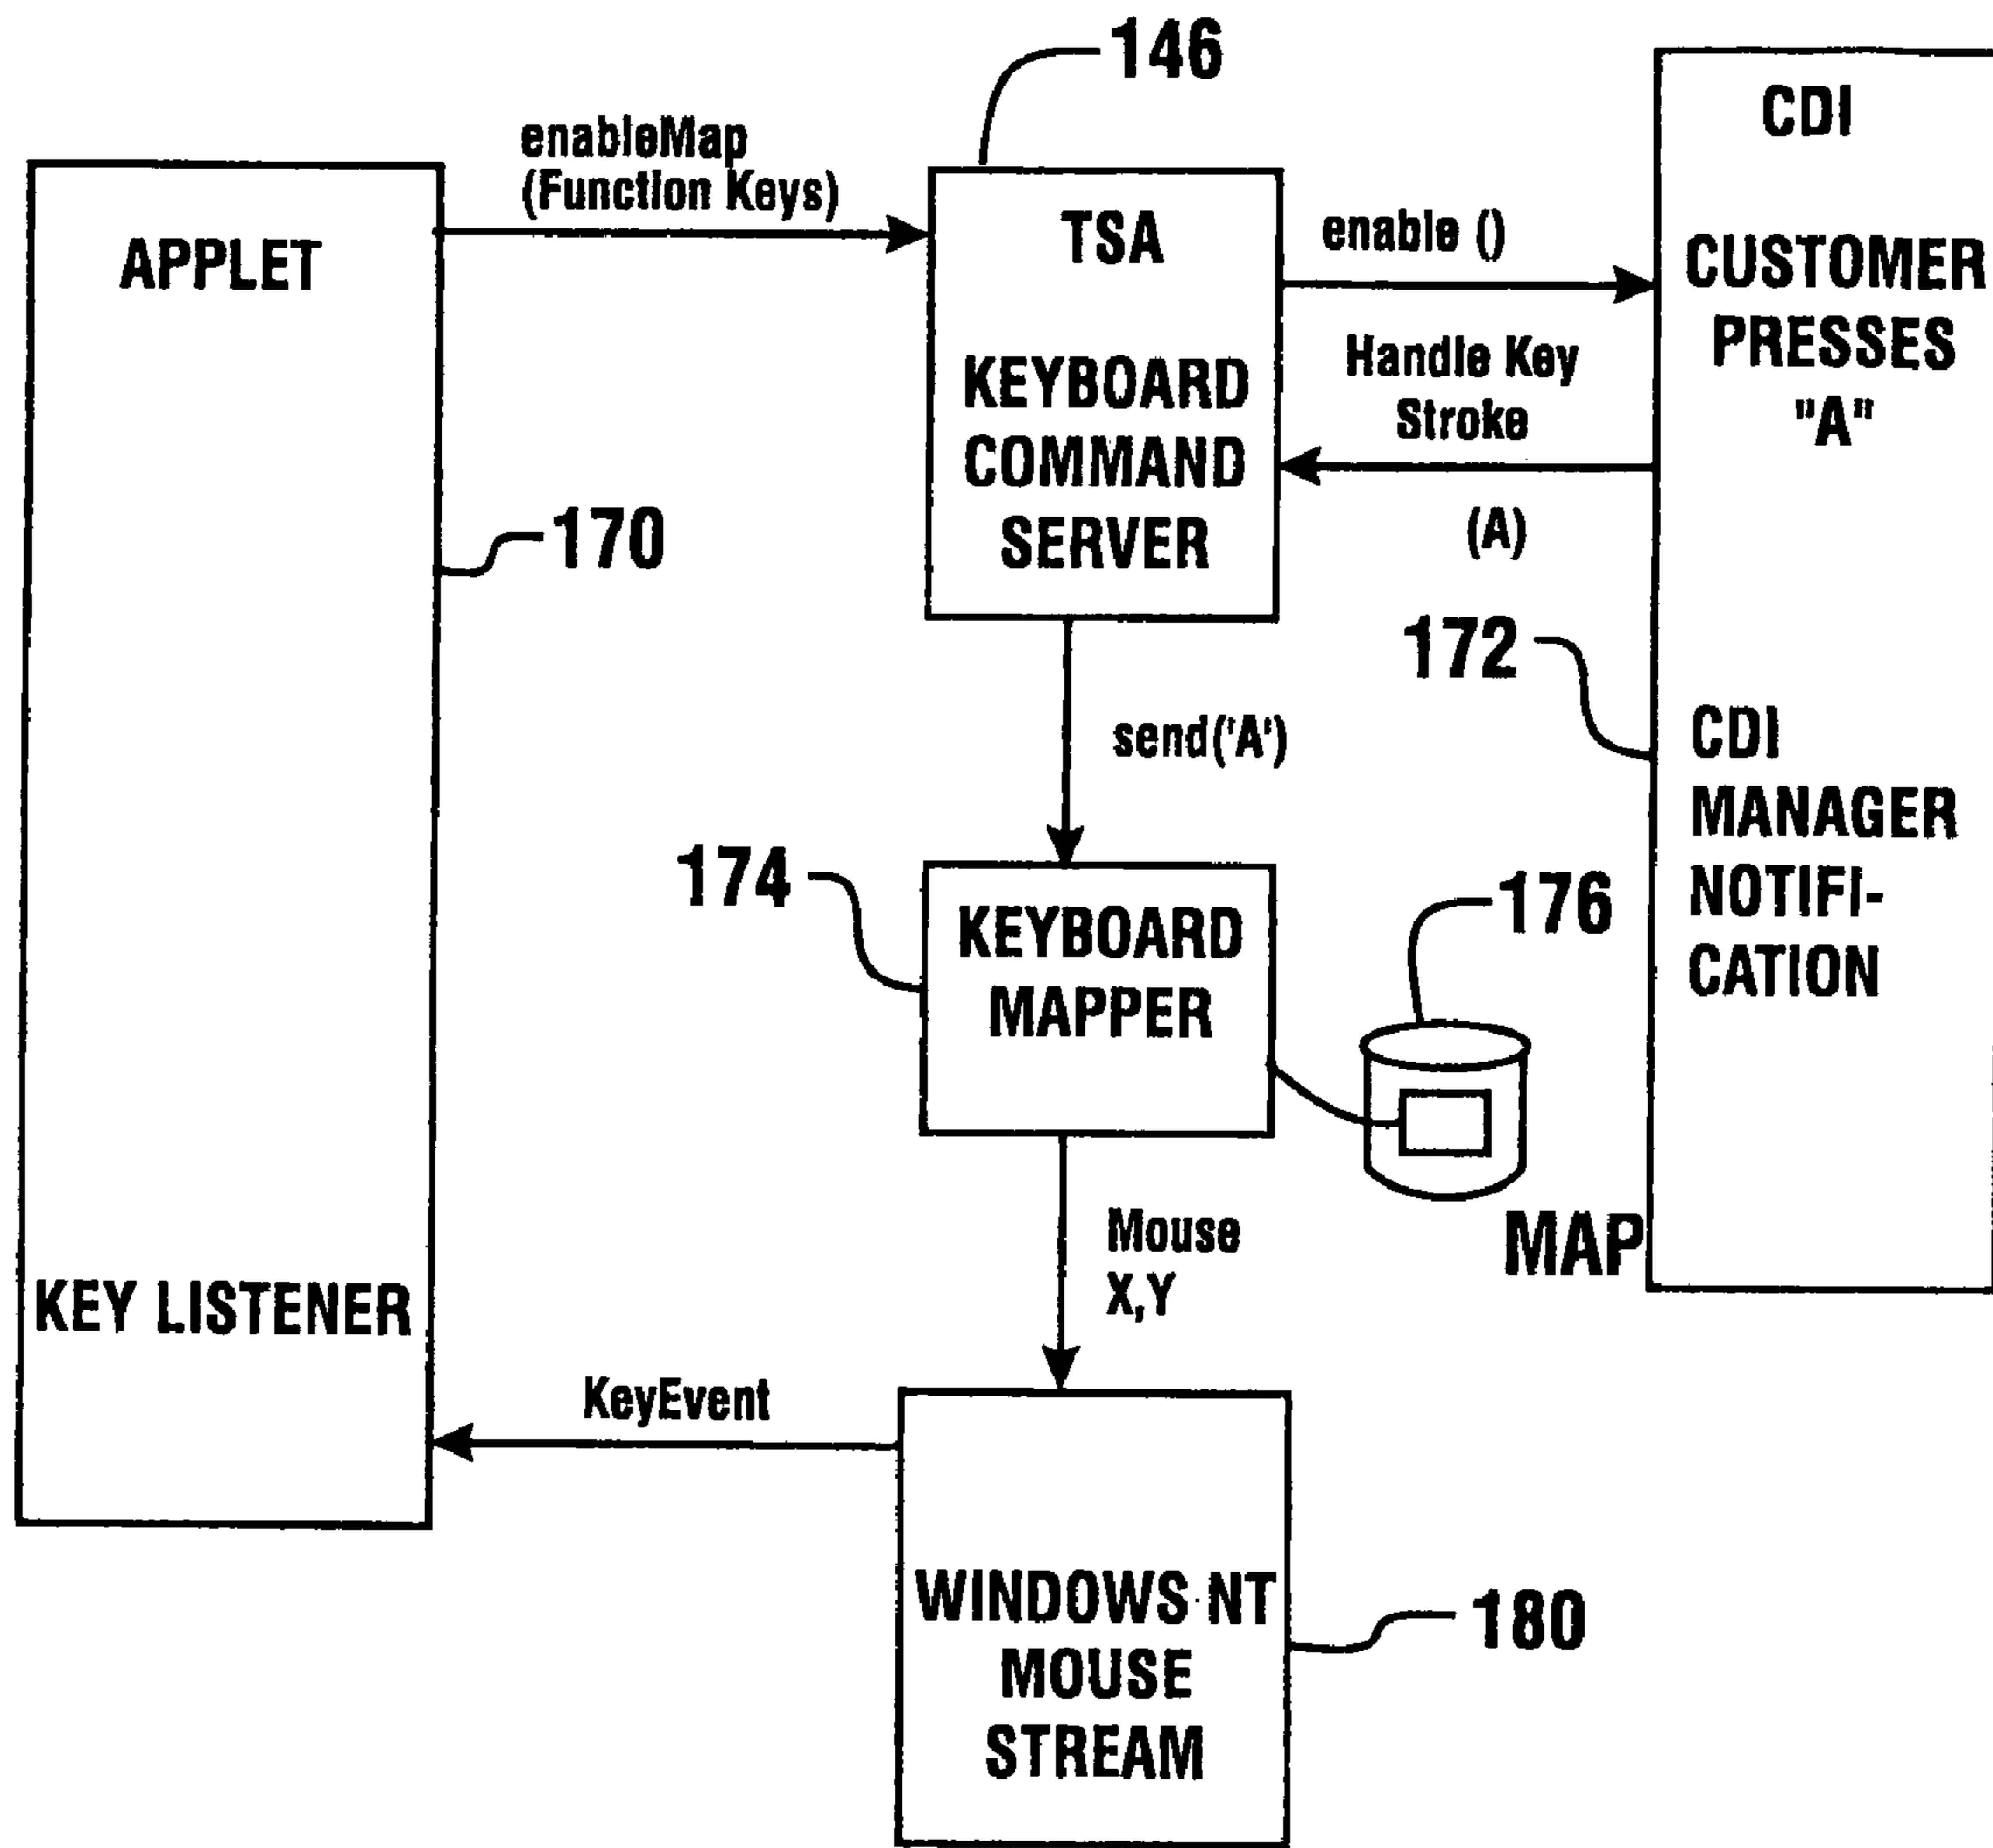 146
CDI
enableMap
(Function Keys)
APPLET
TSA
enable ()
CUSTOMER
PRESSES
"A"
Handle Key
Stroke
KEYBOARD
COMMAND
SERVER
(A)
170
172
send('A')
CDI
MANAGER
NOTIFI-
CATION
174
KEYBOARD
MAPPER
176
Mouse
X,Y
MAP
KEY LISTENER
KeyEvent
WINDOWS NT
MOUSE
STREAM
180